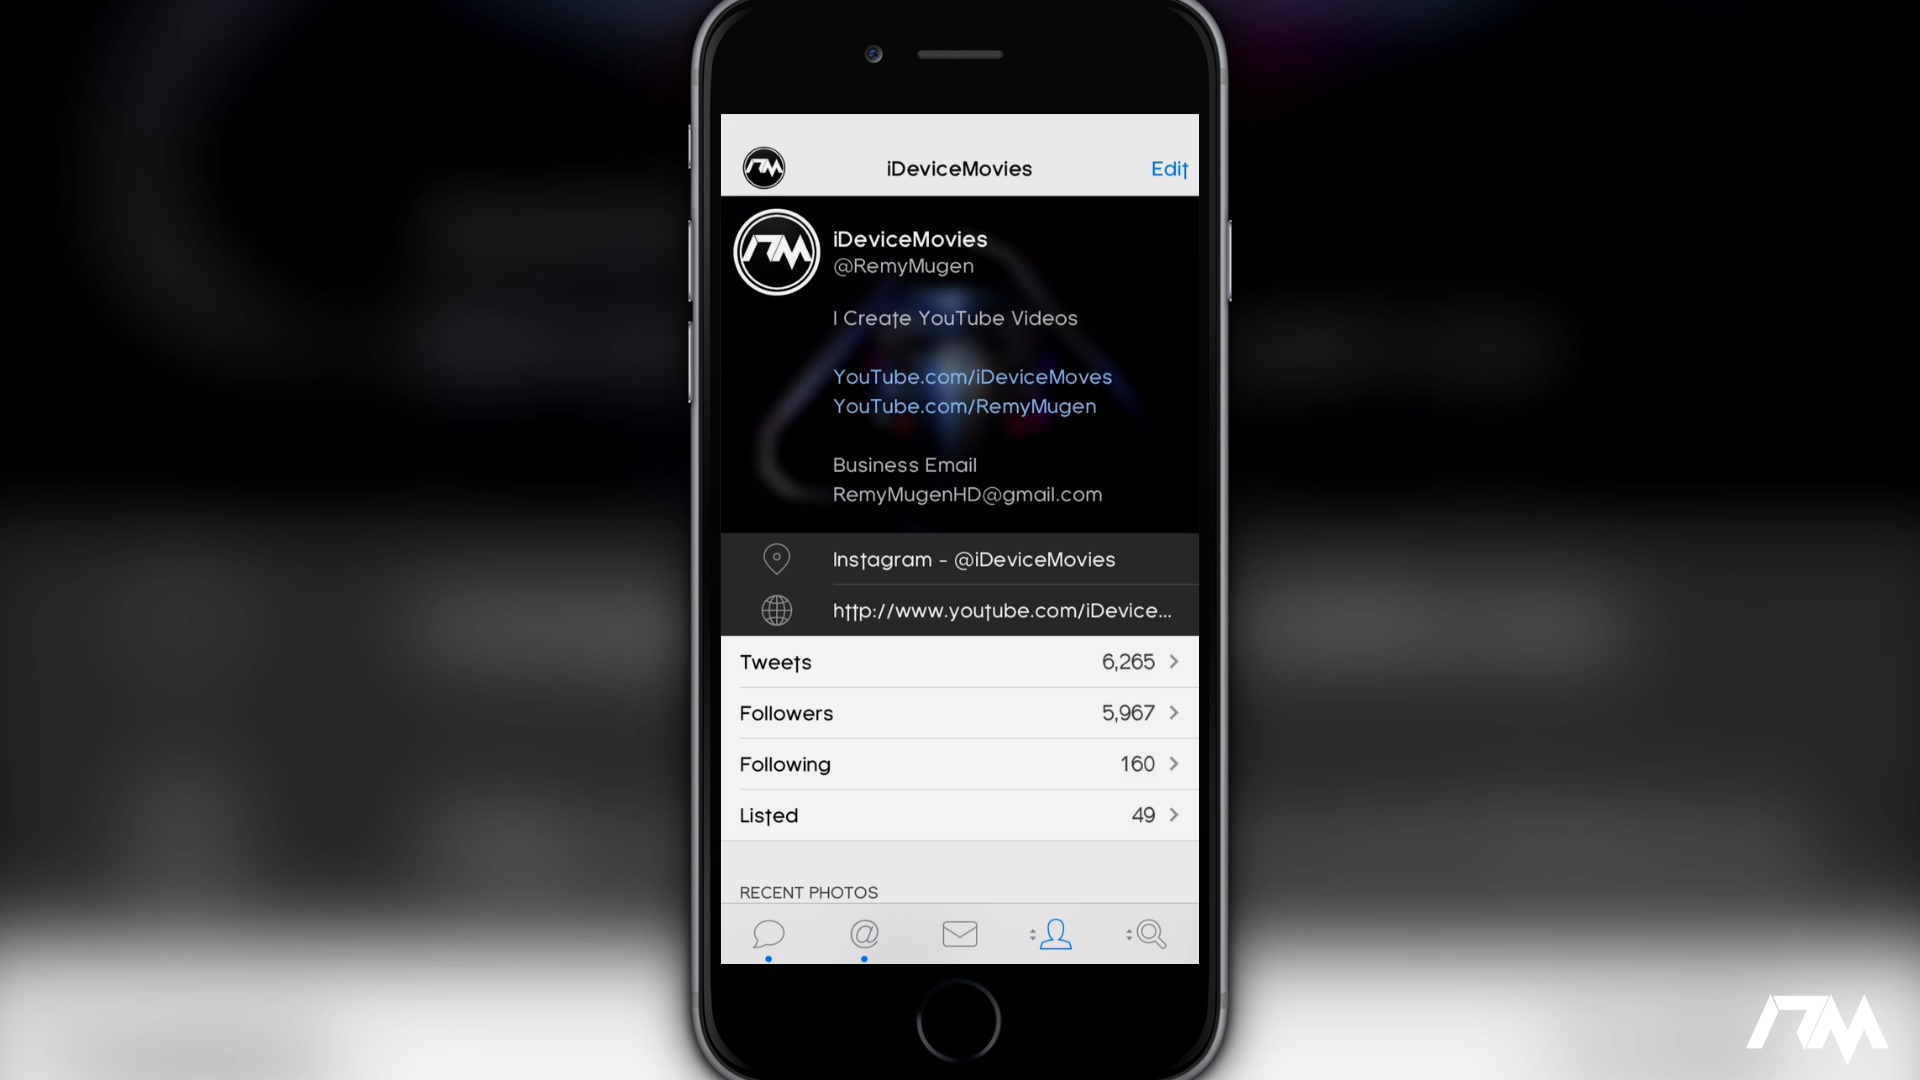 iDeviceMovies
Edit
iDeviceMovies
@RemyMugen
I Create YouTube Videos
YouTube.com/iDeviceMoves
YouTube.com/RemyMugen
Business Email
RemyMugenHD@gmail.com
Instagram - @iDeviceMovies
http://www.youtube.com/iDevice...
Tweets 6,265
Followers 5,967
Following 160
Listed 49
RECENT PHOTOS